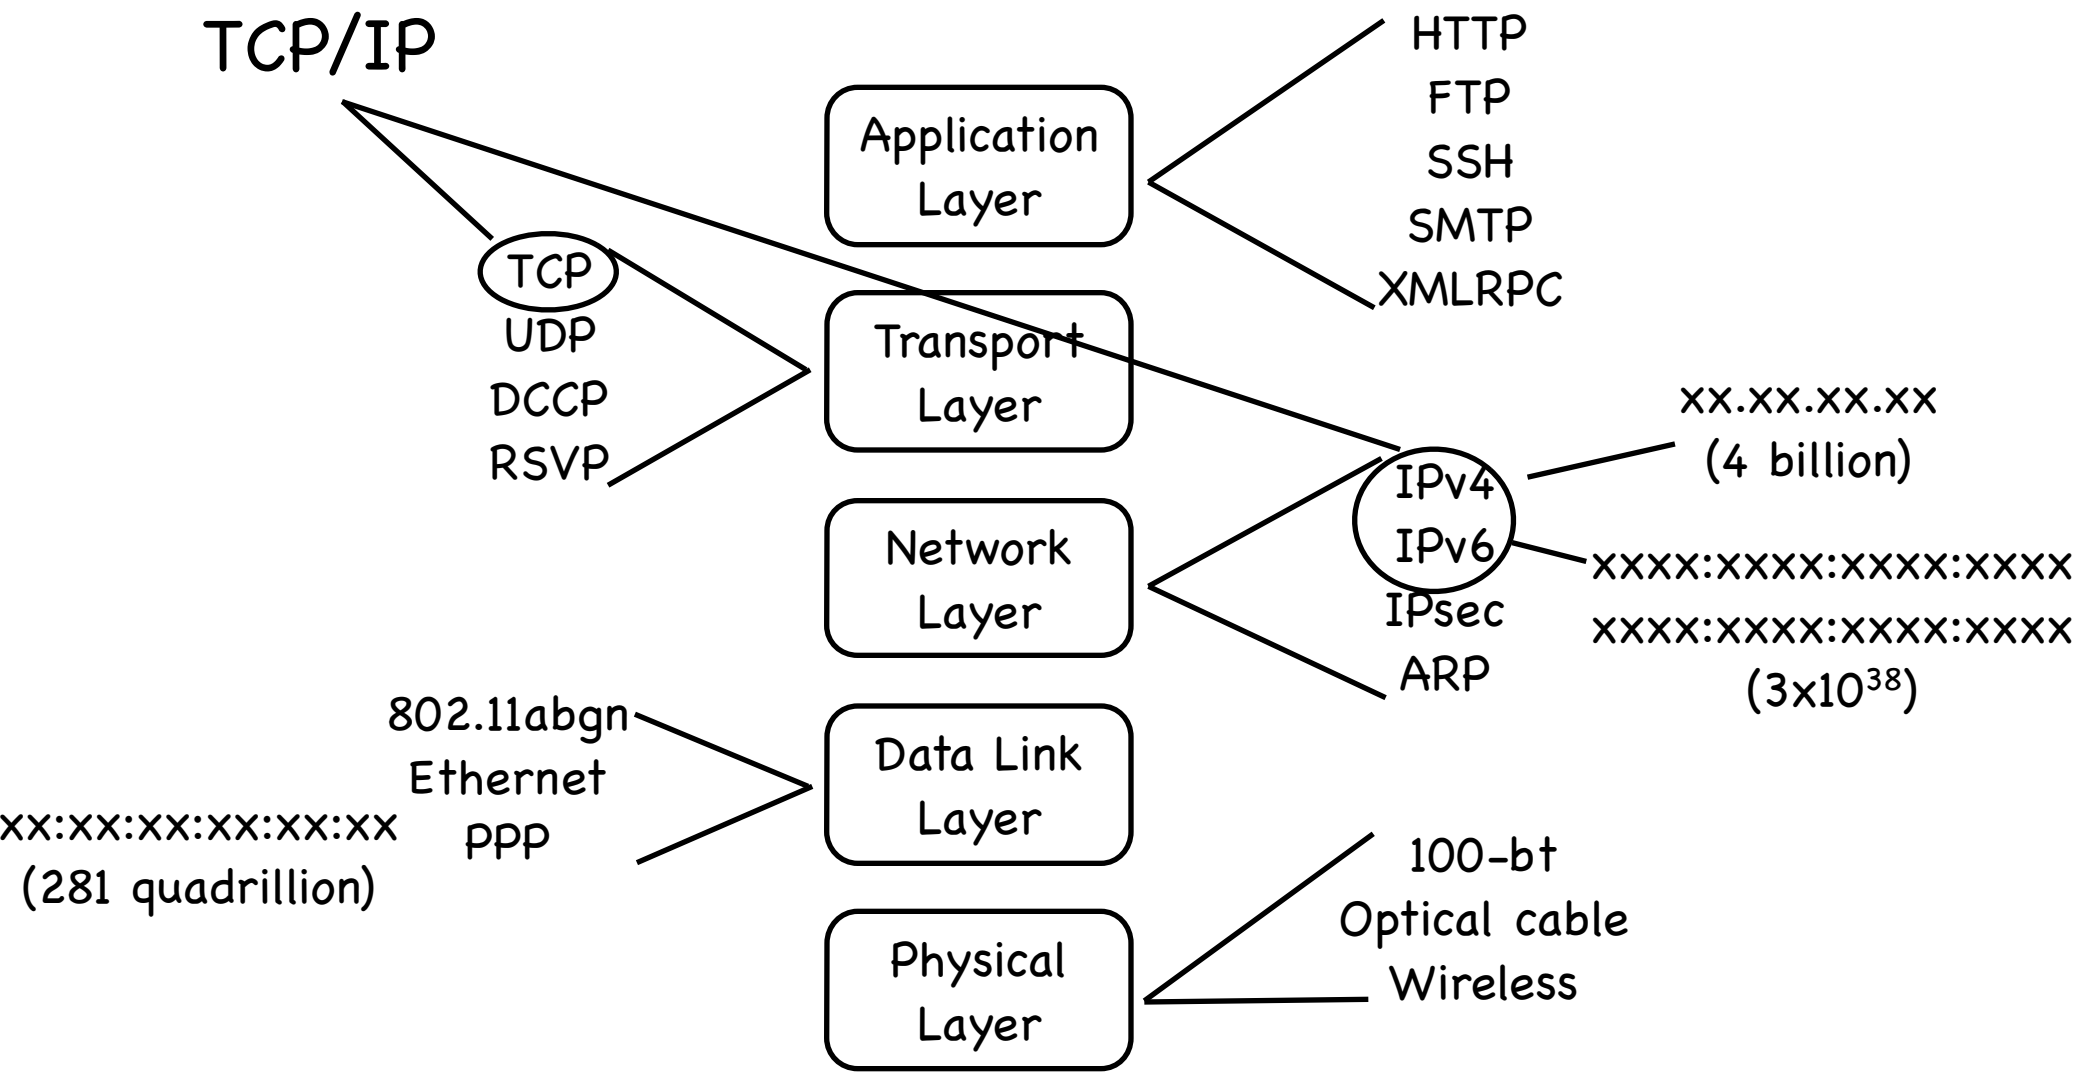 TCP/IP
Application
Layer
HTTP
FTP
SSH
SMTP
XMLRPC
TCP
UDP
DCCP
RSVP
Transport
Layer
Network
Layer
IPv4
IPv6
IPsec
ARP
xx.xx.xx.xx
(4 billion)
xxxx:xxxx:xxxx:xxxx
xxxx:xxxx:xxxx:xxxx
(3x10³⁸)
802.11abgn
Ethernet
PPP
xx:xx:xx:xx:xx:xx
(281 quadrillion)
Data Link
Layer
Physical
Layer
100-bt
Optical cable
Wireless